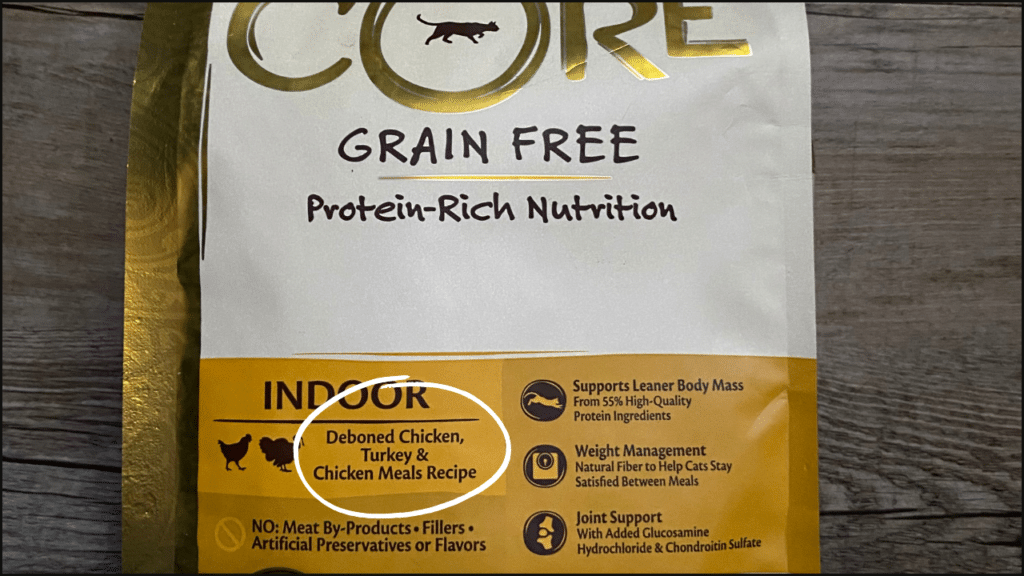 CORE
GRAIN FREE
Protein-Rich Nutrition
INDOOR
Deboned Chicken,
Turkey &
Chicken Meals Recipe
NO: Meat By-Products • Fillers •
Artificial Preservatives or Flavors
Supports Leaner Body Mass
From 55% High-Quality
Protein Ingredients
Weight Management
Natural Fiber to Help Cats Stay
Satisfied Between Meals
Joint Support
With Added Glucosamine
Hydrochloride & Chondroitin Sulfate